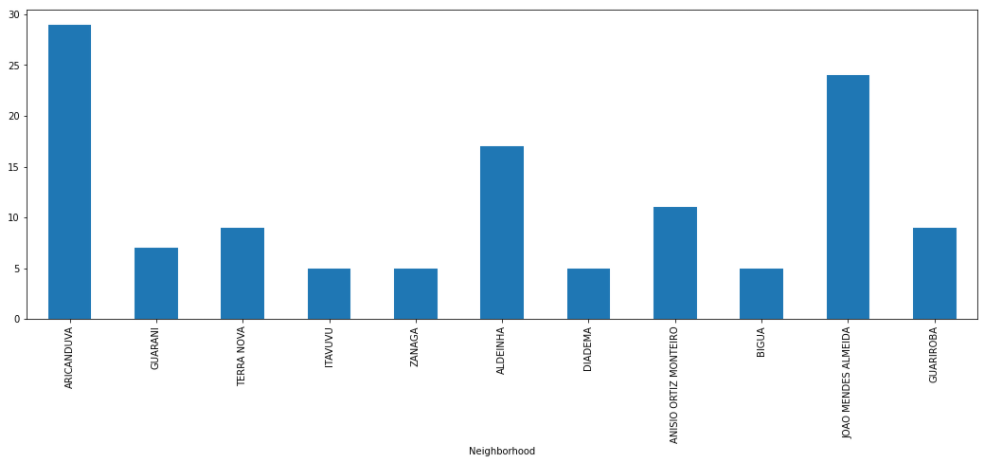 30
25
20
15
10
5
0
ARICANDUVA
GUARANI
TERRA NOVA
ITAVUVU
ZANAGA
ALDEINHA
DIADEMA
ANISIO ORTIZ MONTEIRO
BIGUA
JOAO MENDES ALMEIDA
GUARIROBA
Neighborhood